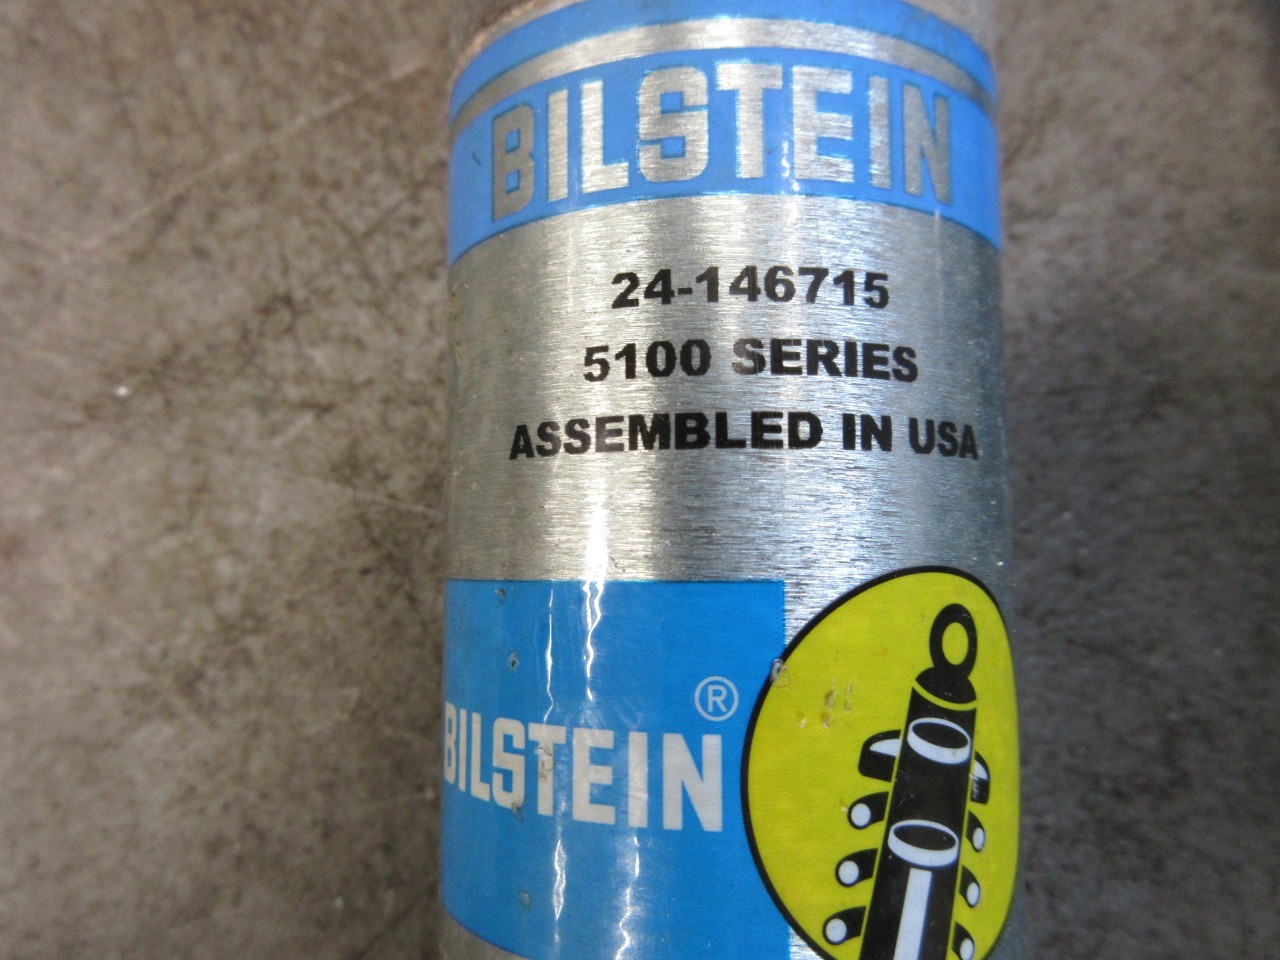 BILSTEIN
24-146715
5100 SERIES
ASSEMBLED IN USA
BILSTEIN®